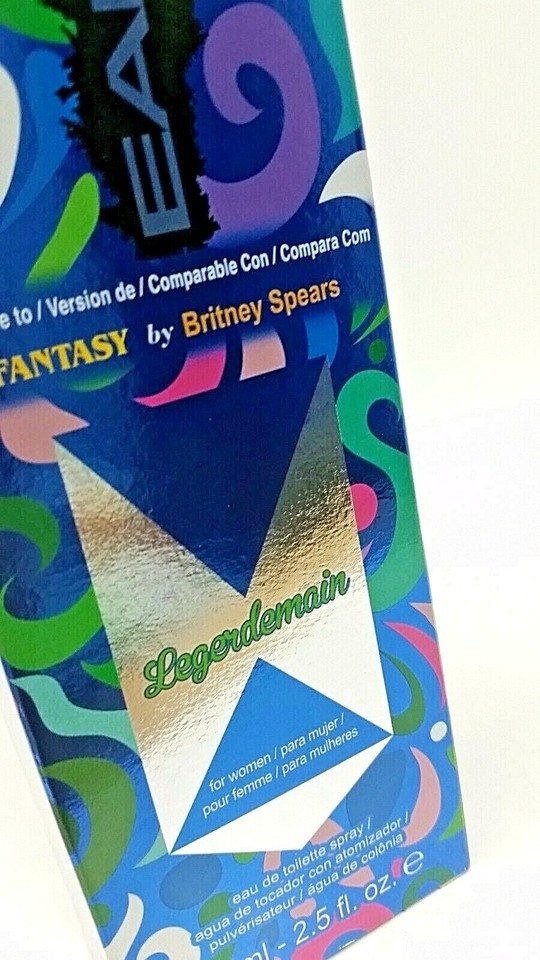 EA
e to / Version de / Comparable Con / Compara Com
FANTASY by Britney Spears
Legerdemain
for women / para mujer /
pour femme / para mulheres
eau de toilette spray /
agua de tocador con atomizador /
pulvérisateur / água de colônia
ml - 2.5 fl. oz. e